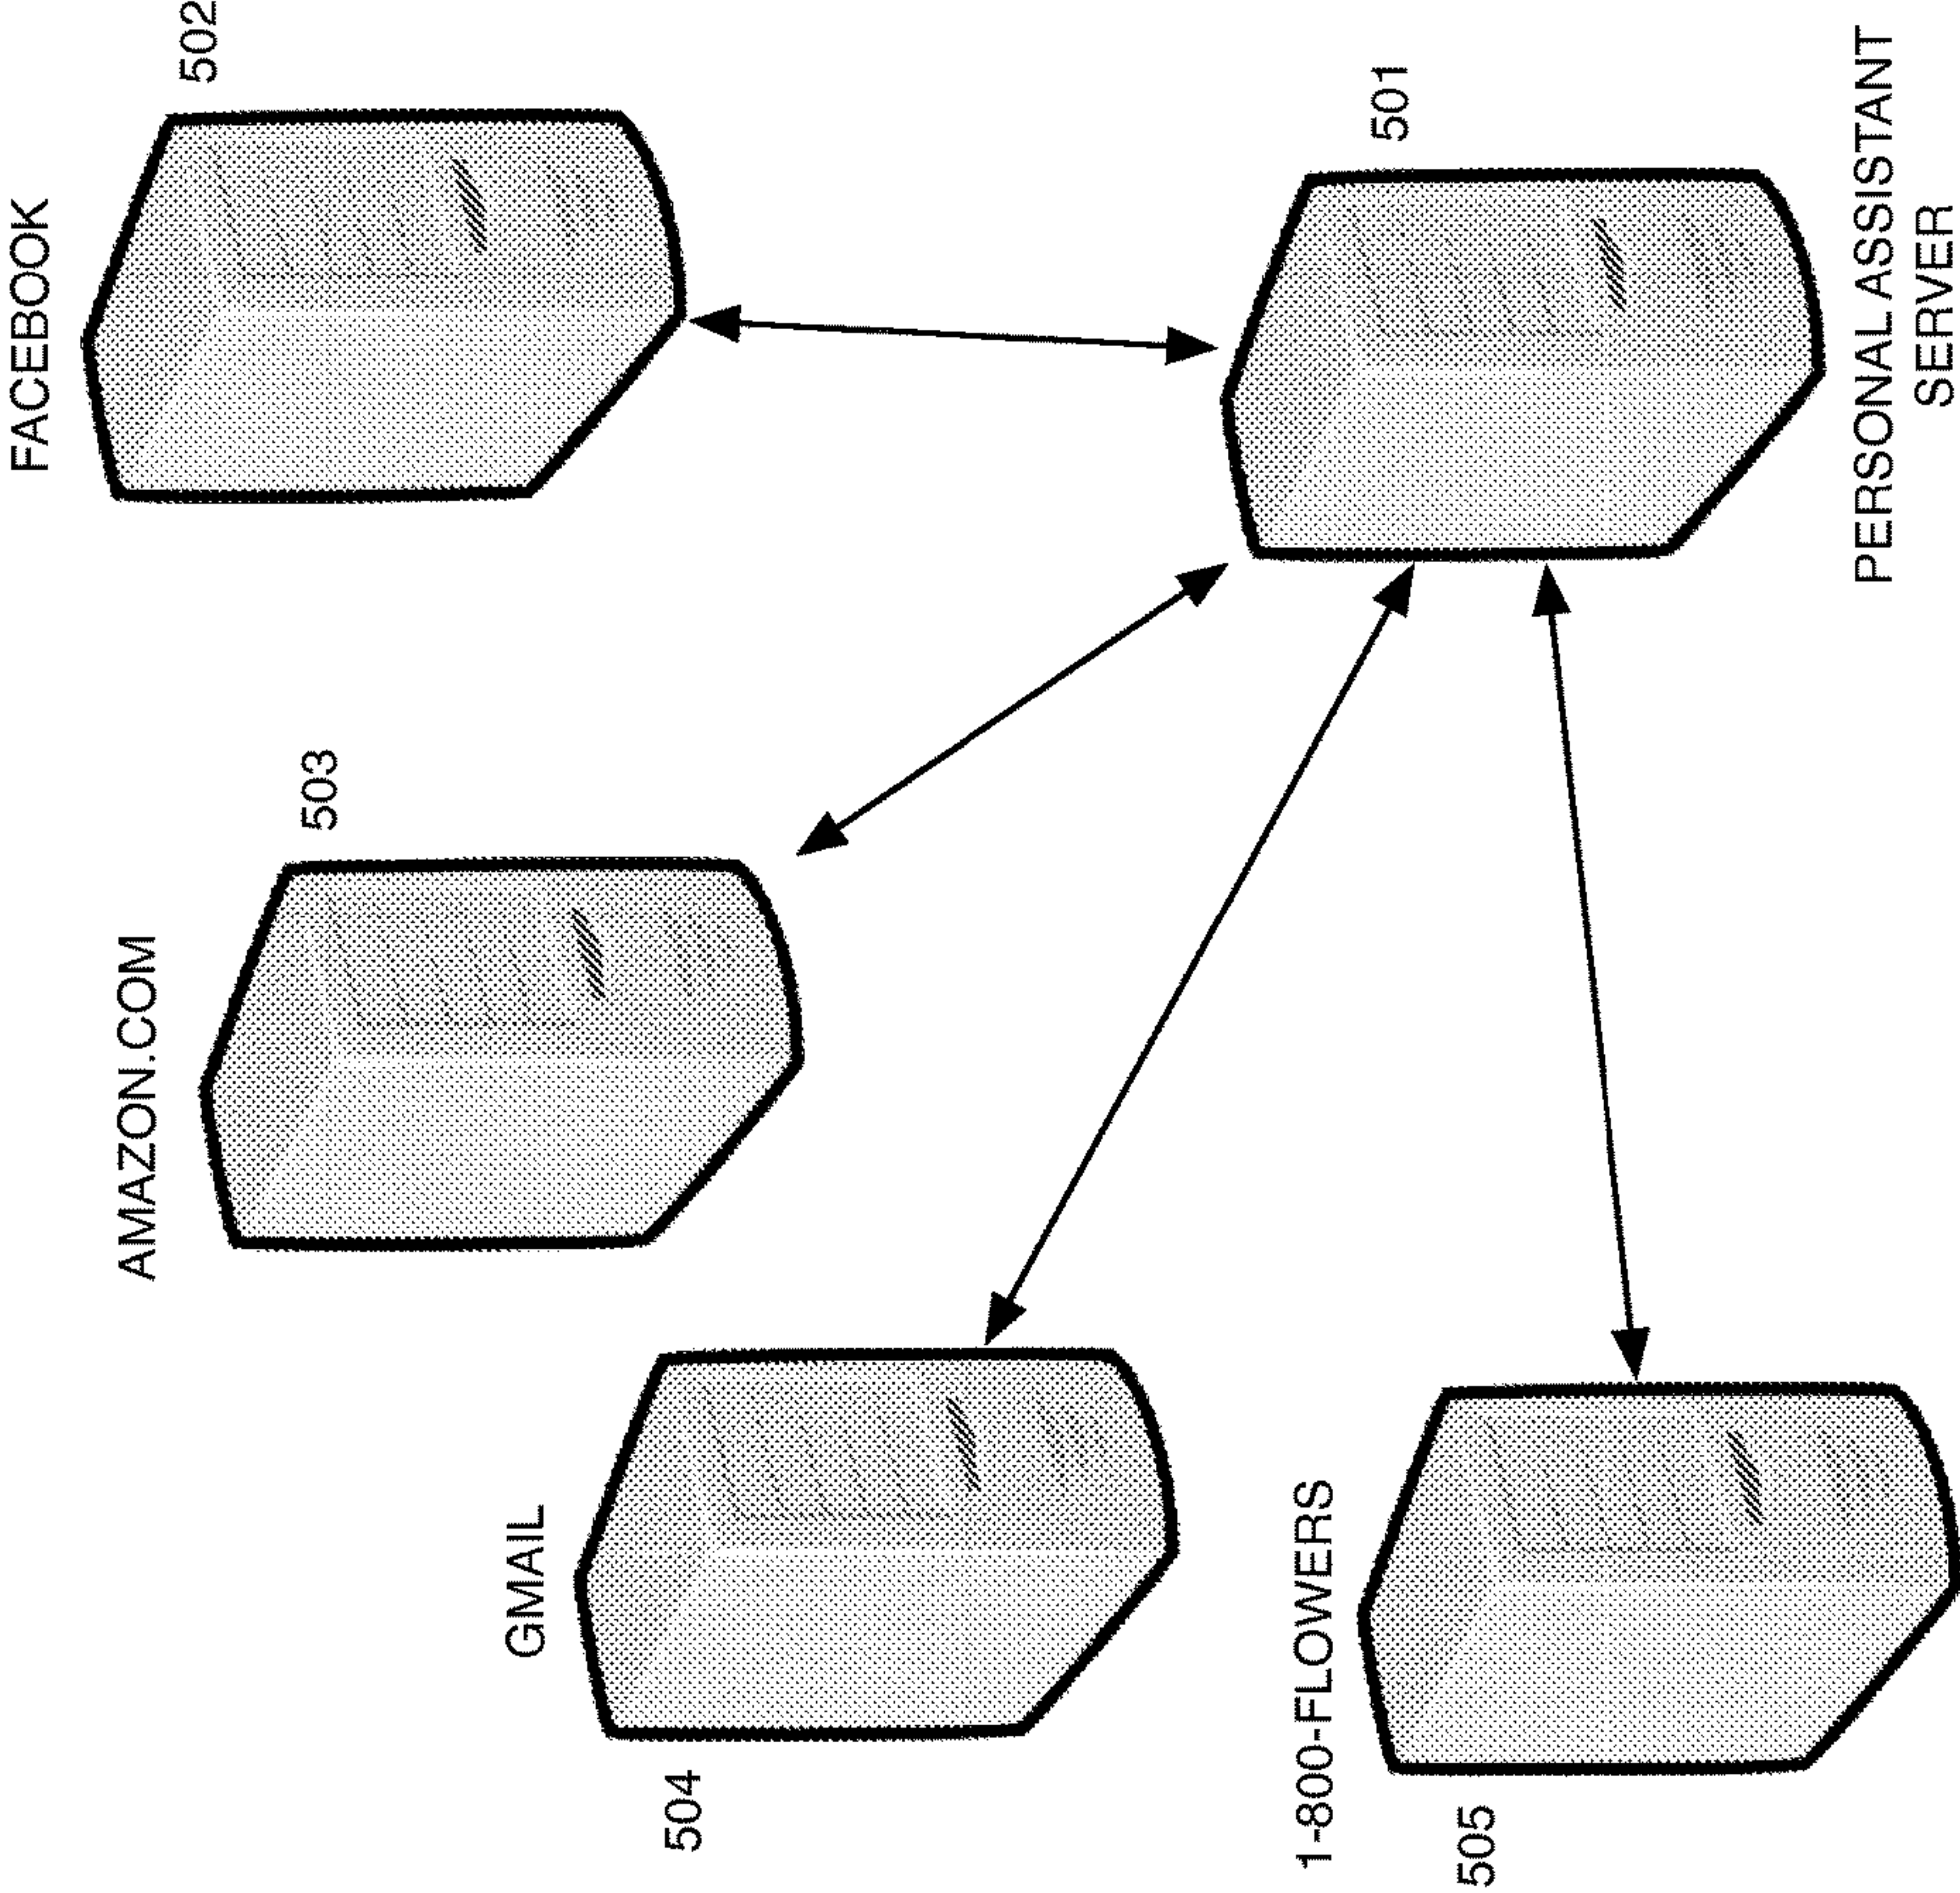 FACEBOOK
502
AMAZON.COM
503
GMAIL
504
1-800-FLOWERS
505
501
PERSONAL ASSISTANT
SERVER